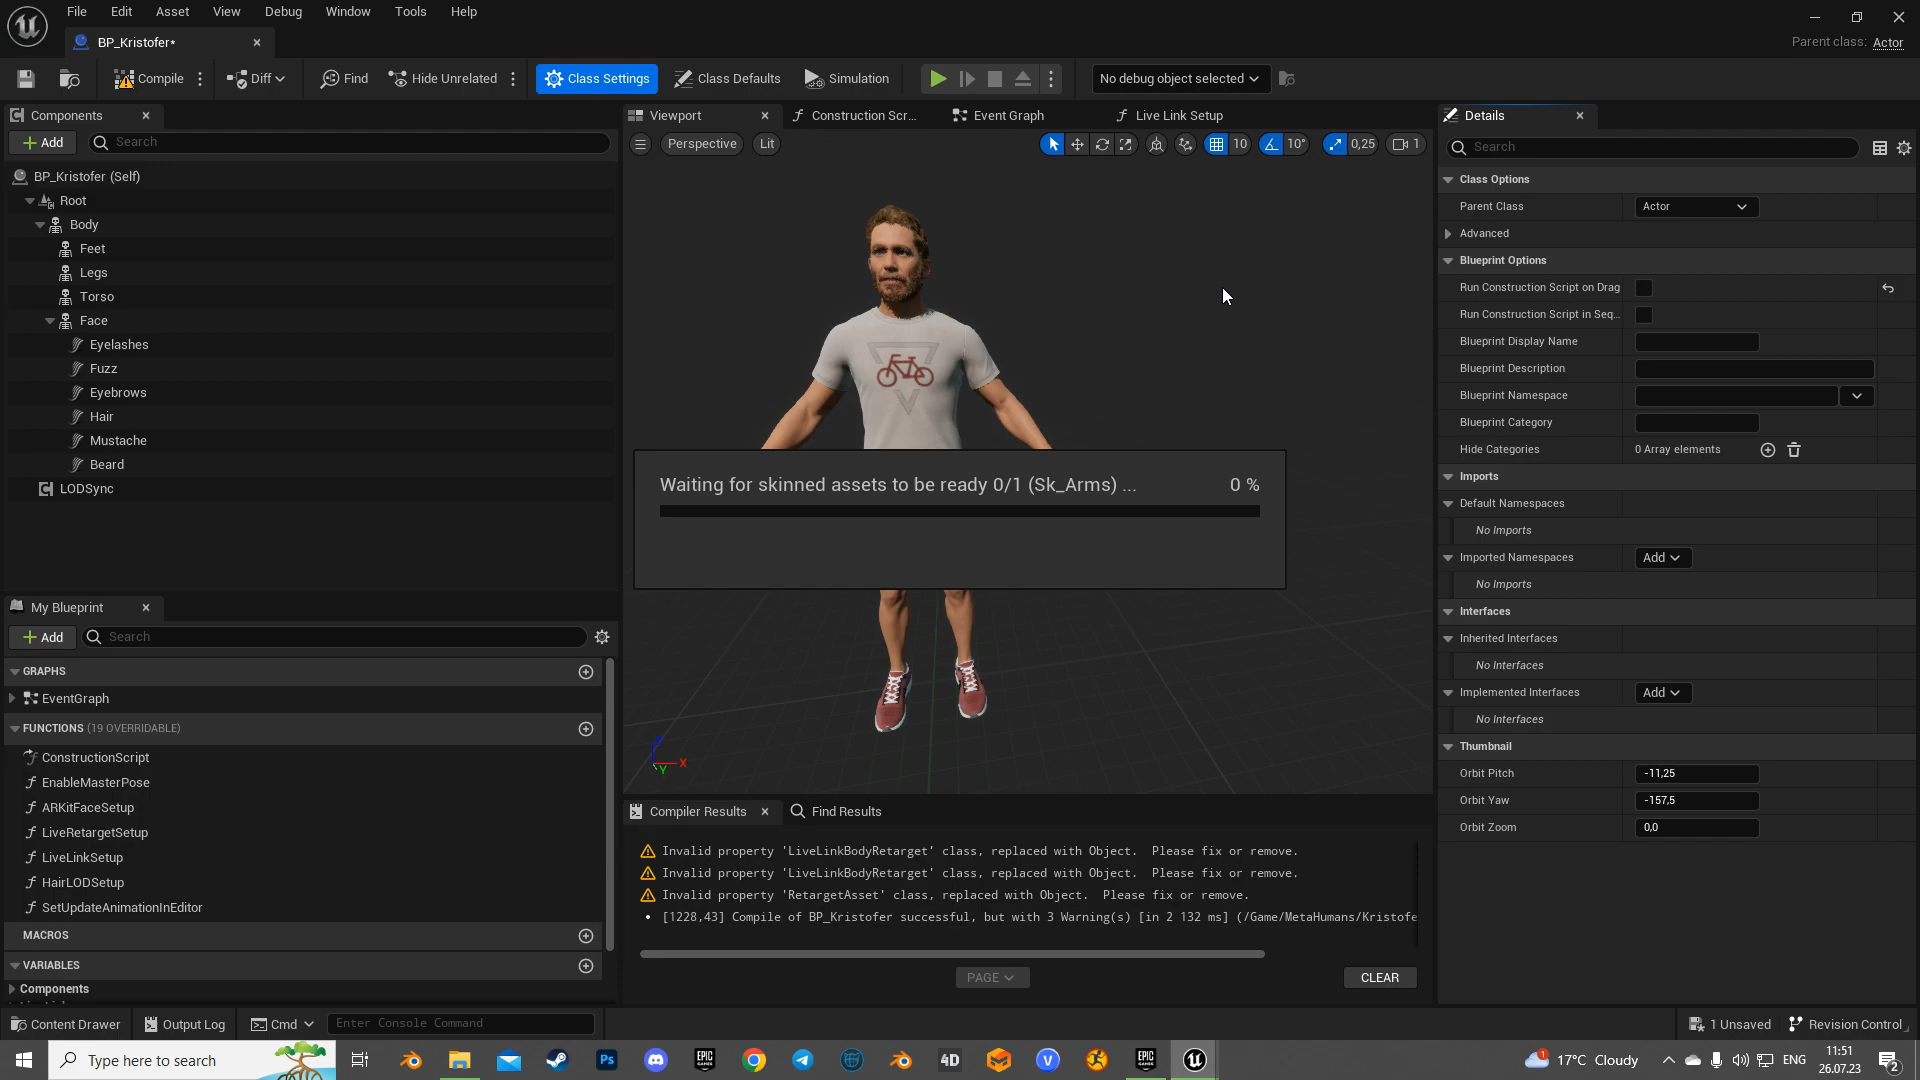 File Edit Asset View Debug Window Tools Help
BP_Kristofer*
Parent class: Actor
Compile Diff Find Hide Unrelated Class Settings Class Defaults Simulation No debug object selected
Components
Add Search
BP_Kristofer (Self)
Root
Body
Feet
Legs
Torso
Face
Eyelashes
Fuzz
Eyebrows
Hair
Mustache
Beard
LODSync
My Blueprint
Add Search
GRAPHS
EventGraph
FUNCTIONS (19 OVERRIDABLE)
ConstructionScript
EnableMasterPose
ARKitFaceSetup
LiveRetargetSetup
LiveLinkSetup
HairLODSetup
SetUpdateAnimationInEditor
MACROS
VARIABLES
Components
Viewport Construction Scr... Event Graph Live Link Setup
Perspective Lit 10 10° 0,25 1
Waiting for skinned assets to be ready 0/1 (Sk_Arms) ... 0 %
Z
X
Y
Compiler Results Find Results
Invalid property 'LiveLinkBodyRetarget' class, replaced with Object. Please fix or remove.
Invalid property 'LiveLinkBodyRetarget' class, replaced with Object. Please fix or remove.
Invalid property 'RetargetAsset' class, replaced with Object. Please fix or remove.
[1228,43] Compile of BP_Kristofer successful, but with 3 Warning(s) [in 2 132 ms] (/Game/MetaHumans/Kristofe
PAGE CLEAR
Details
Search
Class Options
Parent Class Actor
Advanced
Blueprint Options
Run Construction Script on Drag
Run Construction Script in Seq...
Blueprint Display Name
Blueprint Description
Blueprint Namespace
Blueprint Category
Hide Categories 0 Array elements
Imports
Default Namespaces
No Imports
Imported Namespaces Add
No Imports
Interfaces
Inherited Interfaces
No Interfaces
Implemented Interfaces Add
No Interfaces
Thumbnail
Orbit Pitch -11,25
Orbit Yaw -157,5
Orbit Zoom 0,0
Content Drawer Output Log Cmd Enter Console Command 1 Unsaved Revision Control
Type here to search Ps EPIC GAMES 4D V EPIC GAMES 1 17°C Cloudy ENG 11:51
26.07.23 2